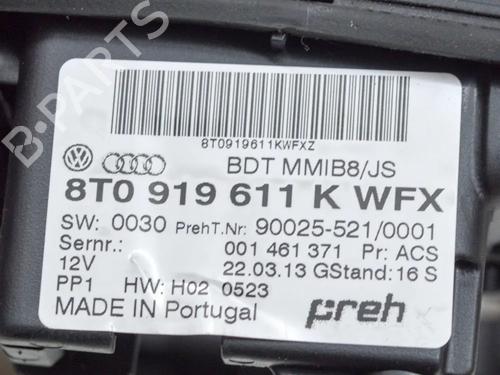 B-PARTS
8T0919611KWFXZ
BDT MMIB8/JS
8T0 919 611 K WFX
SW: 0030 PrehT.Nr: 90025-521/0001
Sernr.: 001 461 371 Pr: ACS
12V 22.03.13 GStand: 16 S
PP1 HW: H02 0523
MADE IN Portugal preh